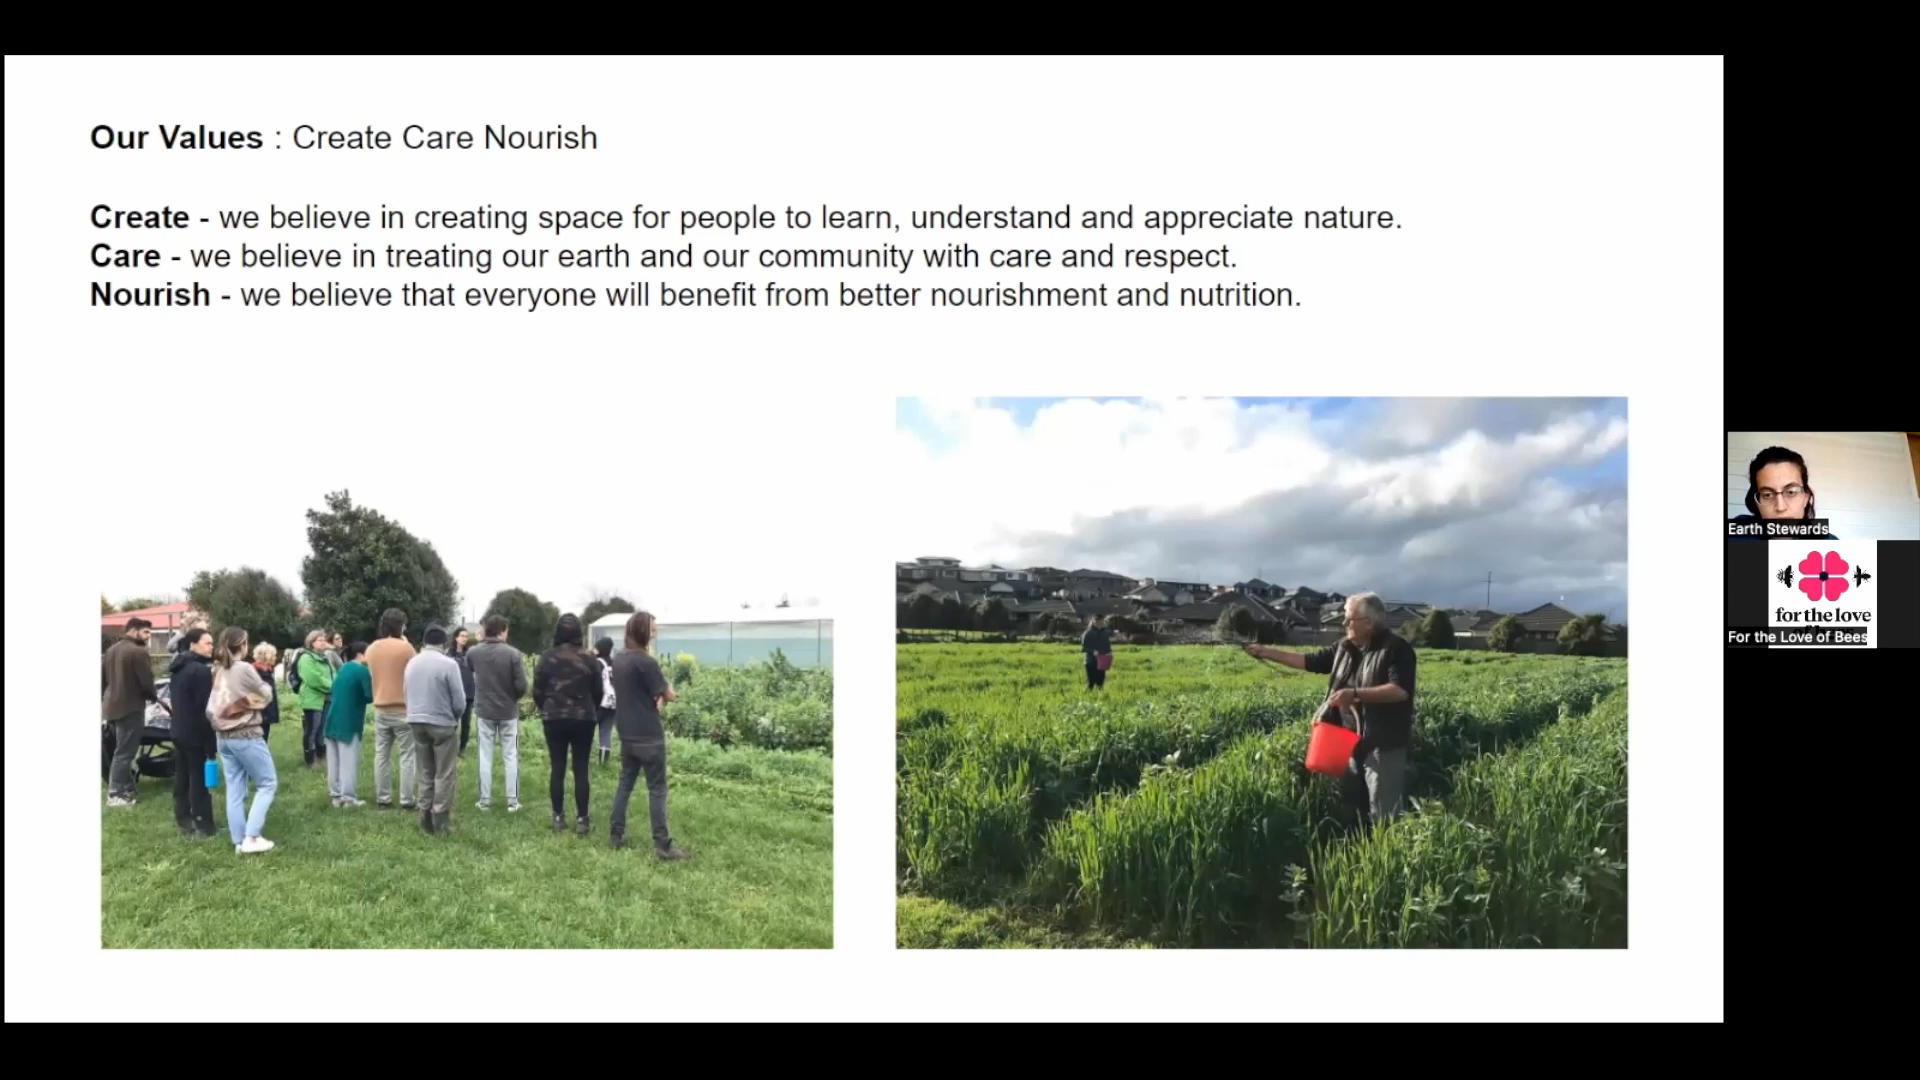 Our Values : Create Care Nourish
Create - we believe in creating space for people to learn, understand and appreciate nature.
Care - we believe in treating our earth and our community with care and respect.
Nourish - we believe that everyone will benefit from better nourishment and nutrition.
Earth Stewards
for the love
For the Love of Bees